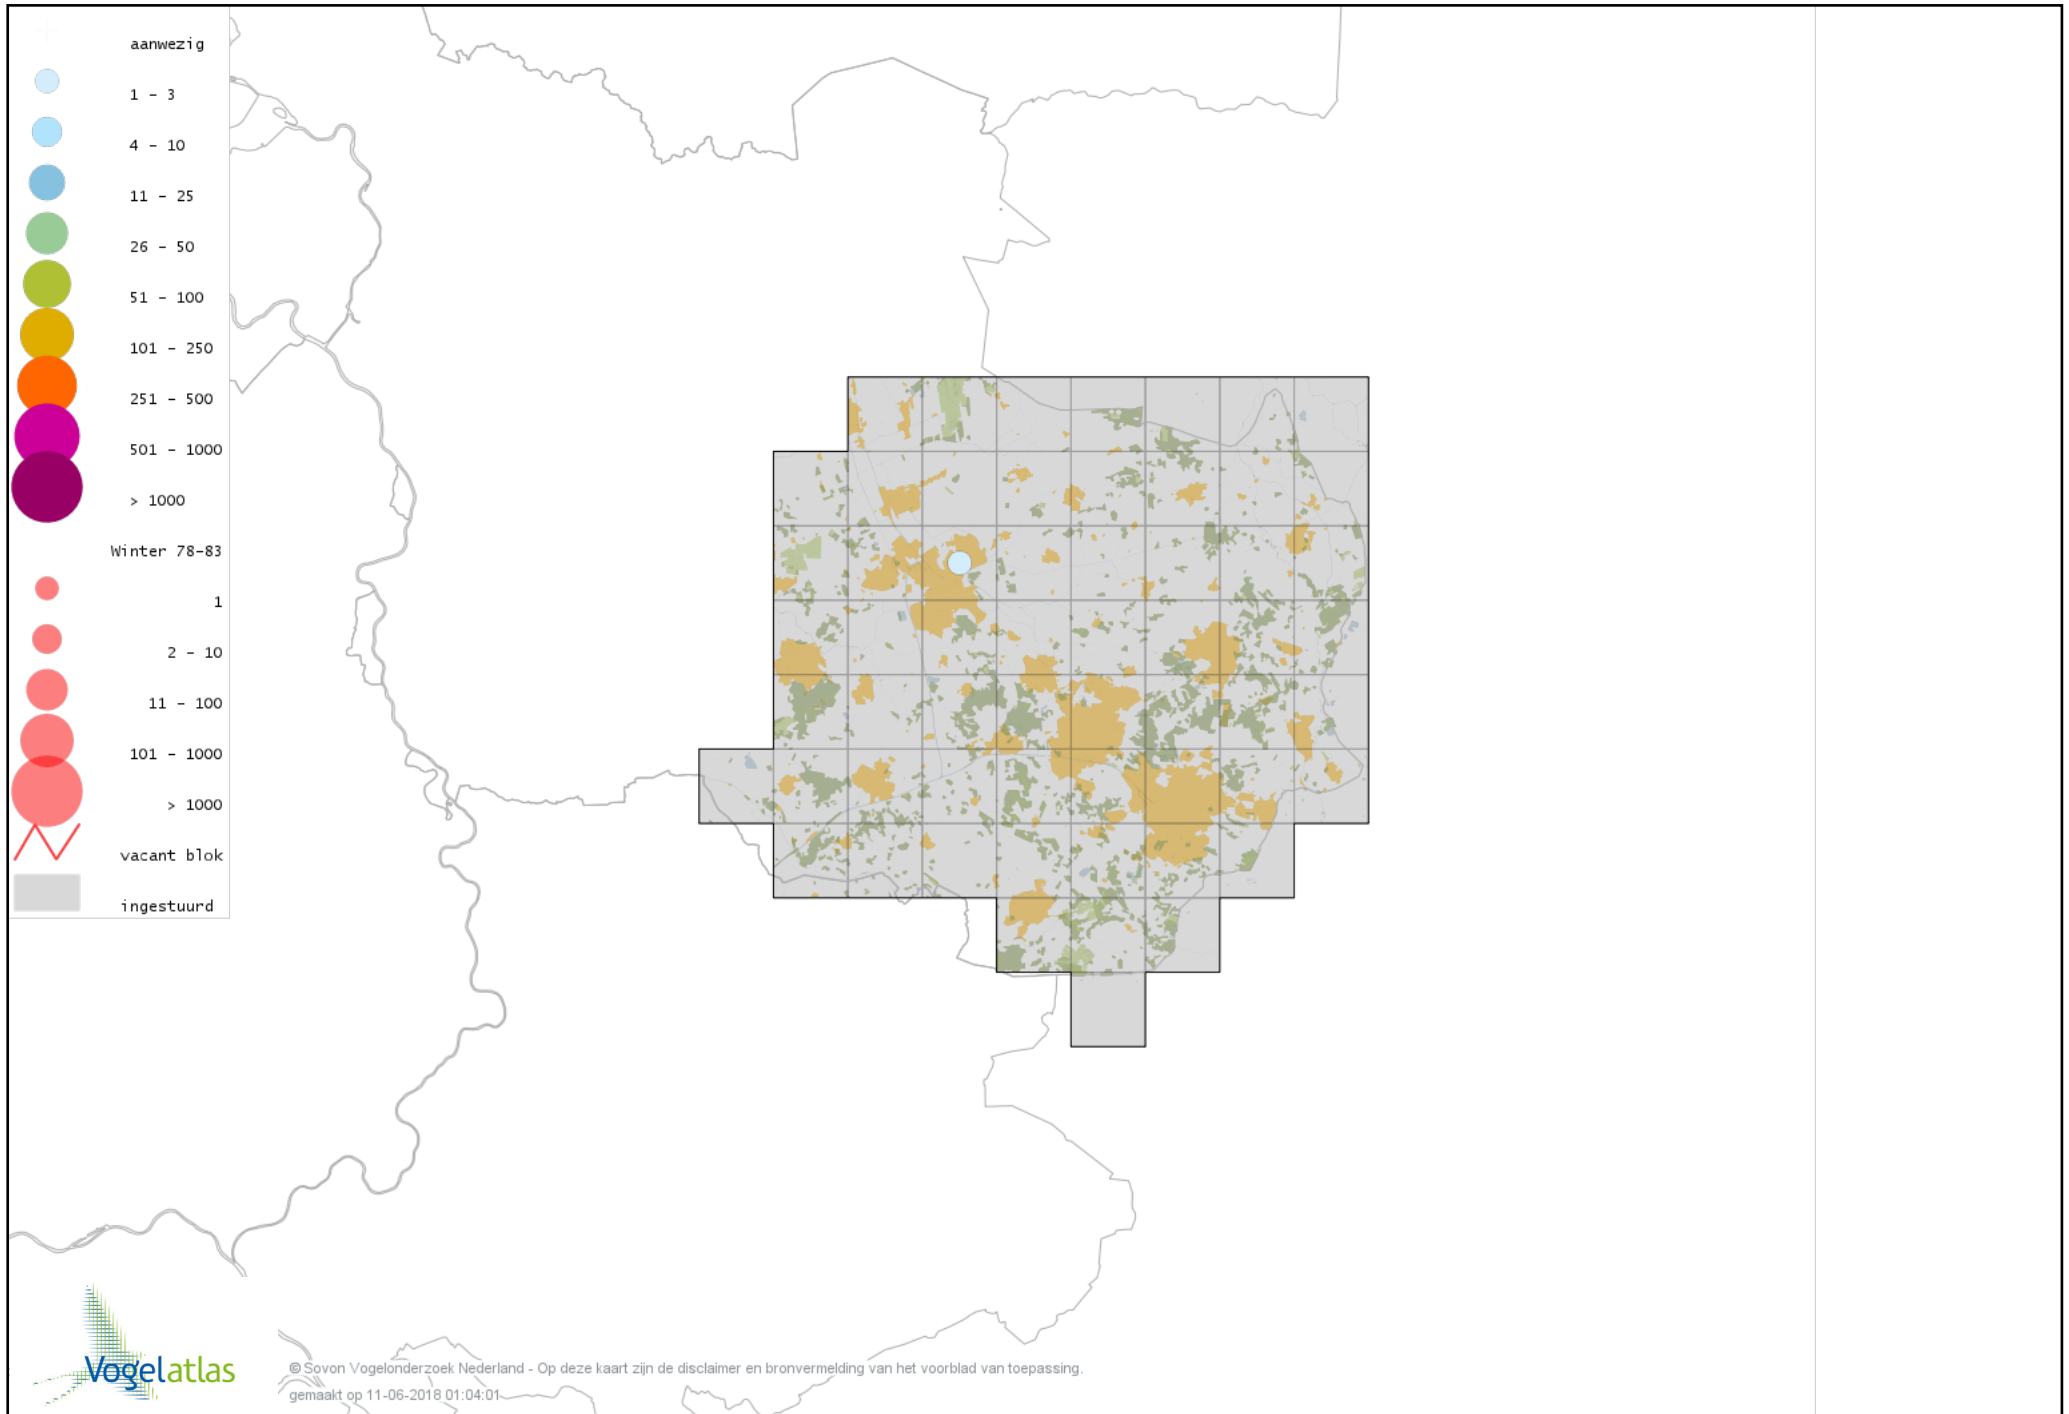 aanwezig
1 - 3
4 - 10
11 - 25
26 - 50
51 - 100
101 - 250
251 - 500
501 - 1000
> 1000
Winter 78-83
1
2 - 10
11 - 100
101 - 1000
> 1000
vacant blok
ingestuurd
Vogelatlas
© Sovon Vogelonderzoek Nederland - Op deze kaart zijn de disclaimer en bronvermelding van het voorblad van toepassing.
gemaakt op 11-06-2018 01:04:01